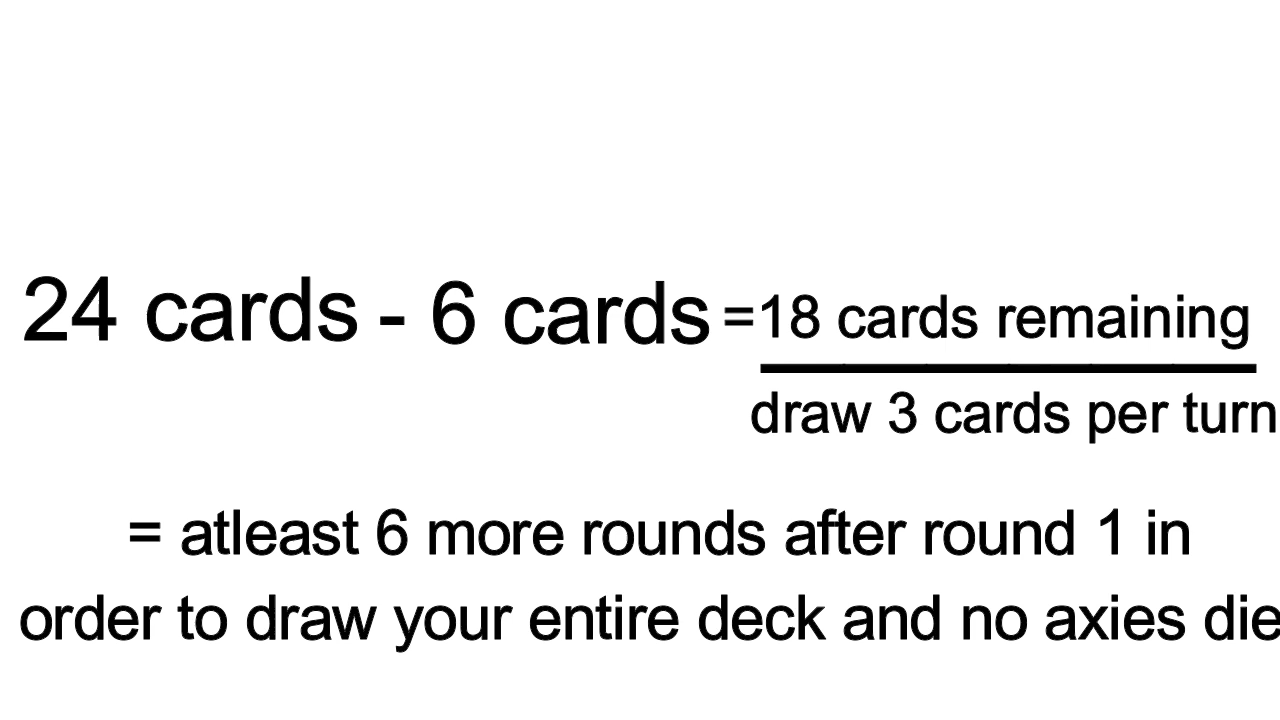 24 cards - 6 cards =18 cards remaining
draw 3 cards per turn
= atleast 6 more rounds after round 1 in
order to draw your entire deck and no axies die